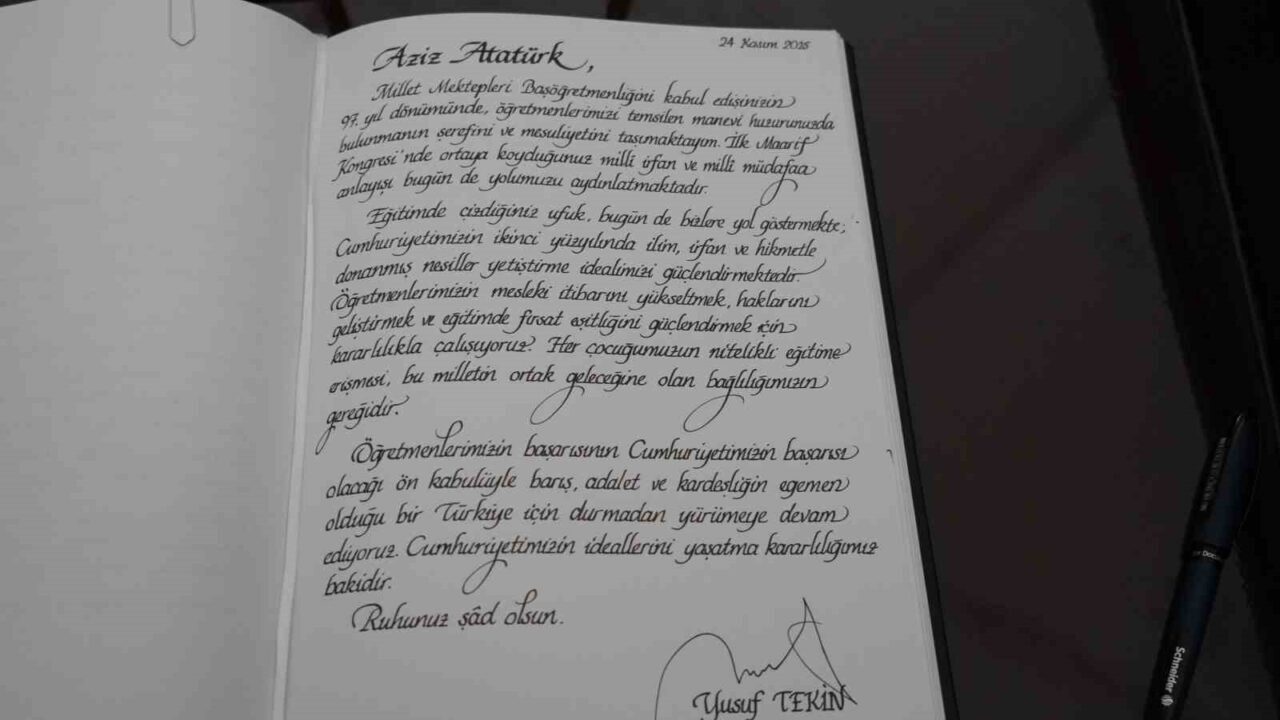 24 Kasım 2025
Aziz Atatürk,
Millet Mektepleri Başöğretmenliğini kabul edişinizin
97. yıl dönümünde, öğretmenlerimizi temsilen manevi huzurunuzda
bulunmanın şerefini ve mesuliyetini taşımaktayım. İlk Maarif
Kongresi'nde ortaya koyduğunuz milli irfan ve milli müdafaa
anlayışı bugün de yolumuzu aydınlatmaktadır.
Eğitimde çizdiğiniz ufuk, bugün de bizlere yol göstermekte;
Cumhuriyetimizin ikinci yüzyılında ilim, irfan ve hikmetle
donanmış nesiller yetiştirme idealimizi güçlendirmektedir.
Öğretmenlerimizin mesleki itibarını yükseltmek, haklarını
geliştirmek ve eğitimde fırsat eşitliğini güçlendirmek için
kararlılıkla çalışıyoruz. Her çocuğumuzun nitelikli eğitime
erişmesi, bu milletin ortak geleceğine olan bağlılığımızın
gereğidir.
Öğretmenlerimizin başarısının Cumhuriyetimizin başarısı
olacağı ön kabulüyle barış, adalet ve kardeşliğin egemen
olduğu bir Türkiye için durmadan yürümeye devam
ediyoruz. Cumhuriyetimizin ideallerini yaşatma kararlılığımız
bakidir.
Ruhunuz şâd olsun.
Yusuf TEKİN
Schneider